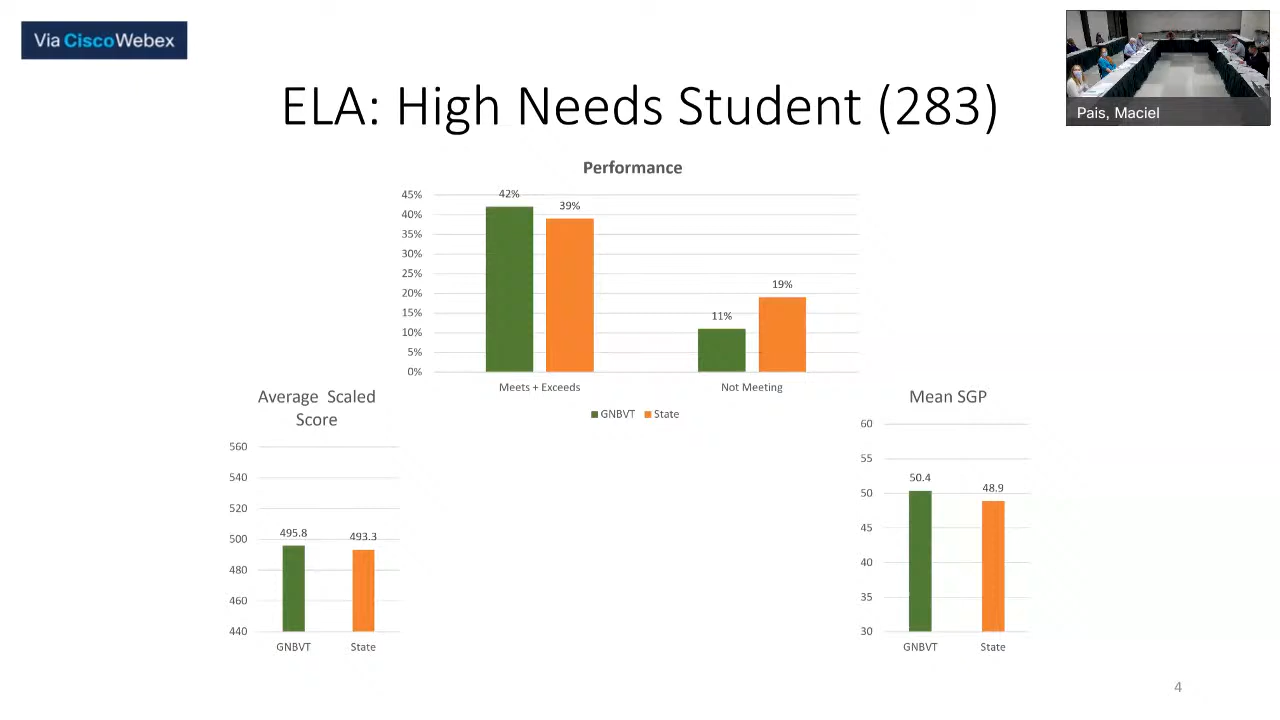 Via CiscoWebex
Pais, Maciel
ELA: High Needs Student (283)
Performance
45%
40%
35%
30%
25%
20%
15%
10%
5%
0%
42%
39%
11%
19%
Meets + Exceeds
Not Meeting
GNBVT
State
Average Scaled
Score
560
540
520
500
480
460
440
495.8
493.3
GNBVT
State
Mean SGP
60
55
50
45
40
35
30
50.4
48.9
GNBVT
State
4